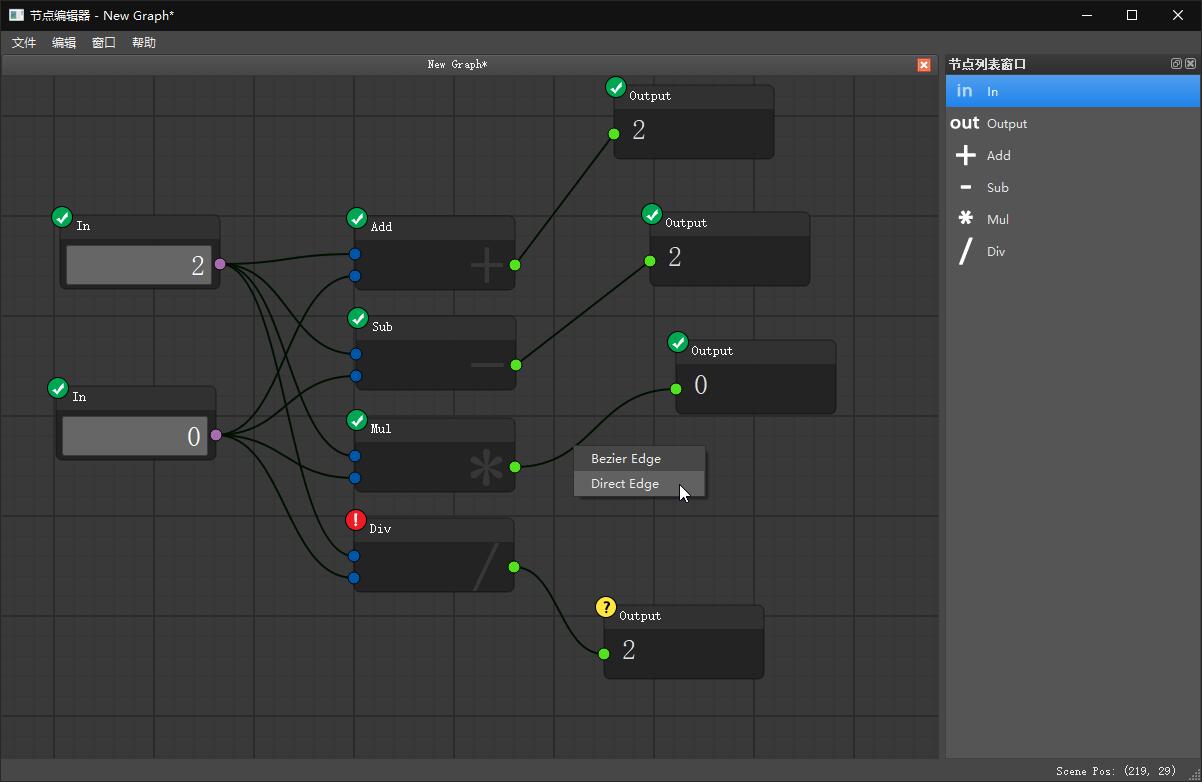 节点编辑器 - New Graph*
文件 编辑 窗口 帮助
New Graph*
Output
2
In
2
Add
+
Output
2
Sub
−
Output
0
In
0
Mul
*
Bezier Edge
Direct Edge
!
Div
/
?
Output
2
节点列表窗口
in In
out Output
+ Add
- Sub
* Mul
/ Div
Scene Pos: (219, 29)